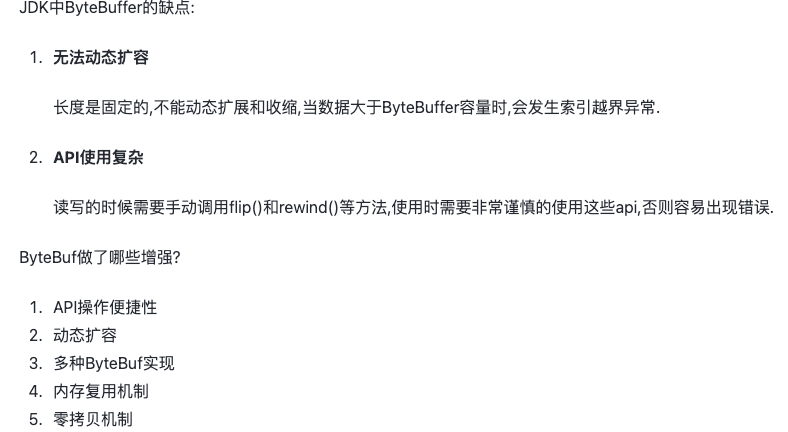 JDK中ByteBuffer的缺点:
1. 无法动态扩容
长度是固定的,不能动态扩展和收缩,当数据大于ByteBuffer容量时,会发生索引越界异常.
2. API使用复杂
读写的时候需要手动调用flip()和rewind()等方法,使用时需要非常谨慎的使用这些api,否则容易出现错误.
ByteBuf做了哪些增强?
1. API操作便捷性
2. 动态扩容
3. 多种ByteBuf实现
4. 内存复用机制
5. 零拷贝机制